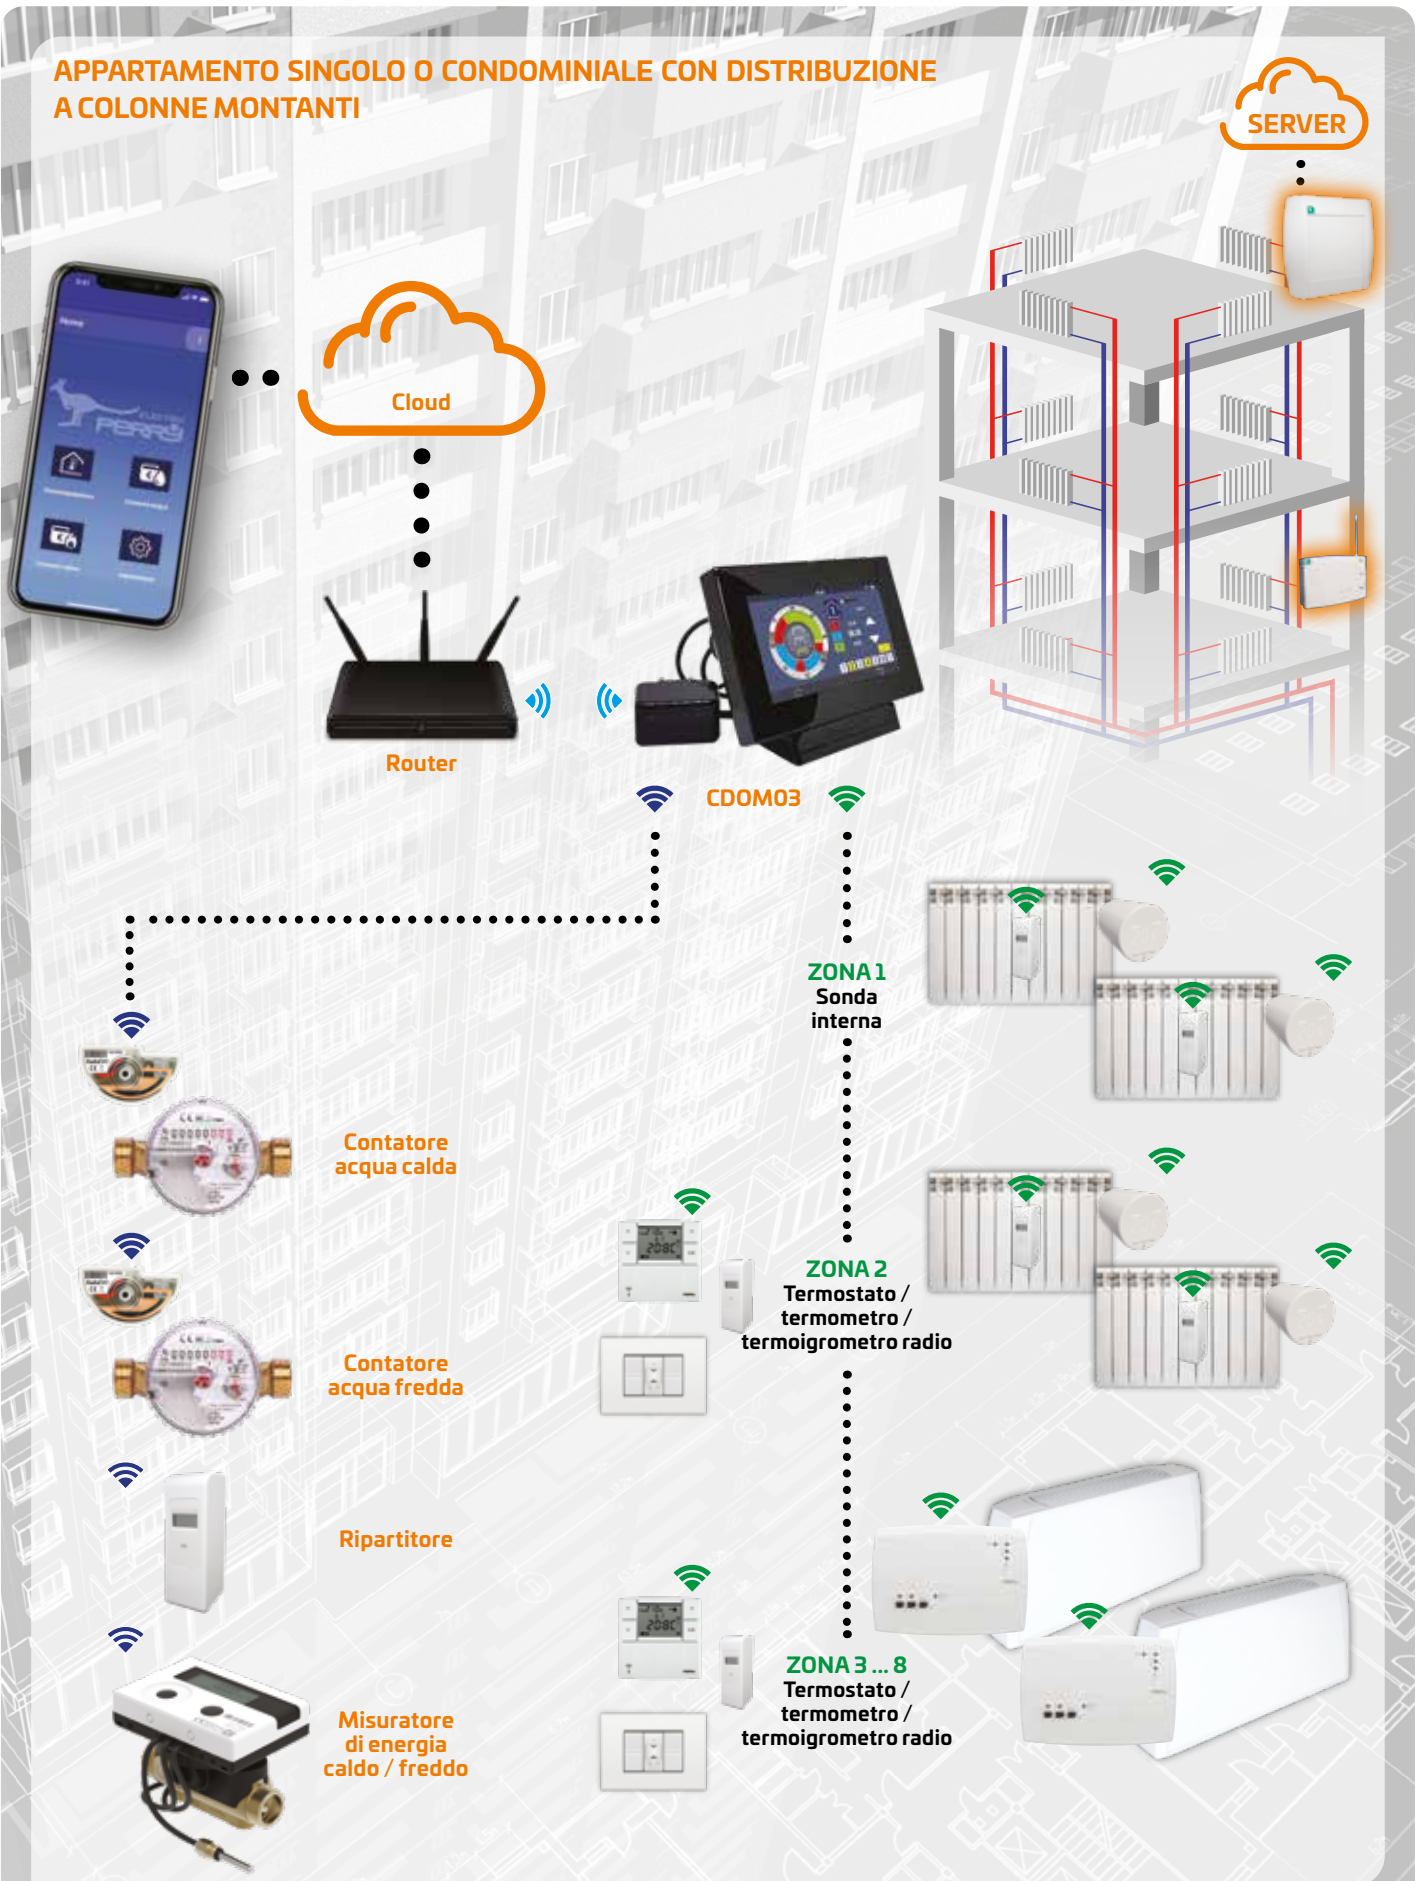 APPARTAMENTO SINGOLO O CONDOMINIALE CON DISTRIBUZIONE
A COLONNE MONTANTI
SERVER
Home
PERRY
Cloud
Router
CDOM03
ZONA 1
Sonda
interna
Contatore
acqua calda
ZONA 2
Termostato /
termometro /
termoigrometro radio
Contatore
acqua fredda
Ripartitore
ZONA 3 ... 8
Termostato /
termometro /
termoigrometro radio
Misuratore
di energia
caldo / freddo